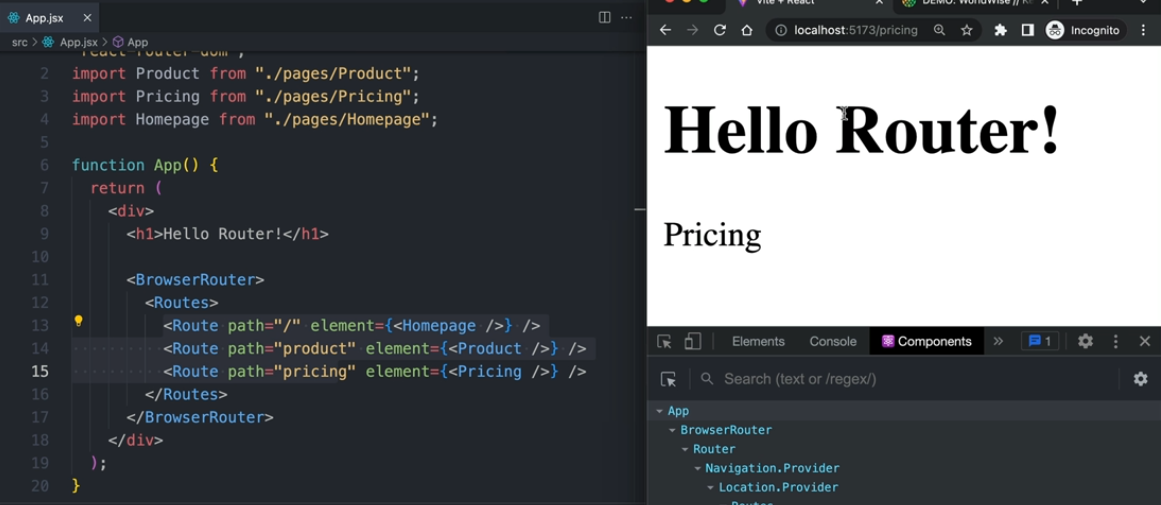 App.jsx
src > App.jsx > App
"react-router-dom";
2 import Product from "./pages/Product";
3 import Pricing from "./pages/Pricing";
4 import Homepage from "./pages/Homepage";
5
6 function App() {
7 return (
8 <div>
9 <h1>Hello Router!</h1>
10
11 <BrowserRouter>
12 <Routes>
13 <Route path="/" element={<Homepage />} />
14 <Route path="product" element={<Product />} />
15 <Route path="pricing" element={<Pricing />} />
16 </Routes>
17 </BrowserRouter>
18 </div>
19 );
20 }
Vite + React
DEMO: WorldWise //
localhost:5173/pricing
Incognito
Hello Router!
Pricing
Elements Console Components » 1
Search (text or /regex/)
App
BrowserRouter
Router
Navigation.Provider
Location.Provider
Routes